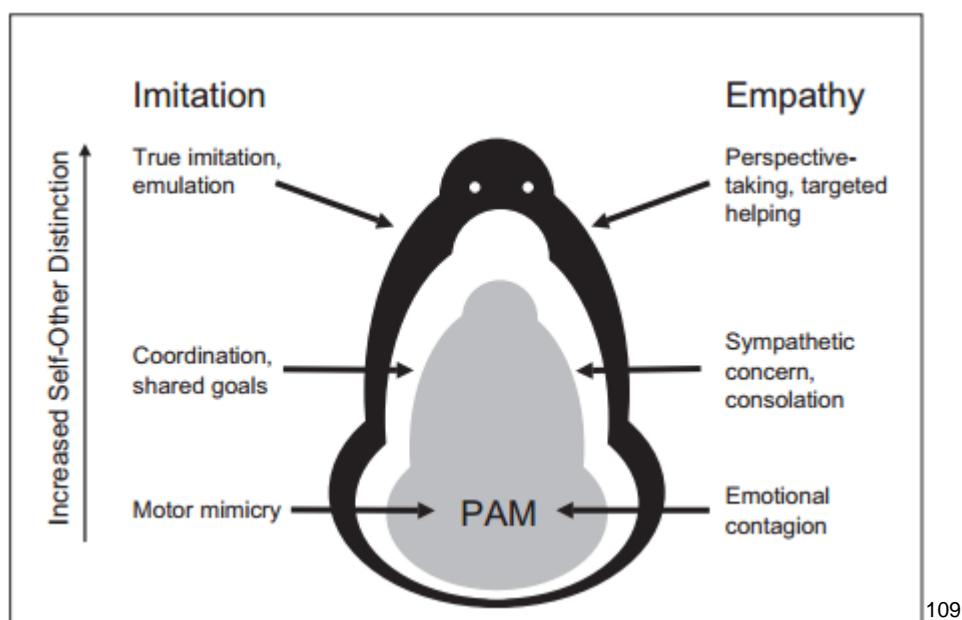 Imitation
Empathy
Increased Self-Other Distinction
True imitation,
emulation
Perspective-
taking, targeted
helping
Coordination,
shared goals
Sympathetic
concern,
consolation
Motor mimicry
PAM
Emotional
contagion
109